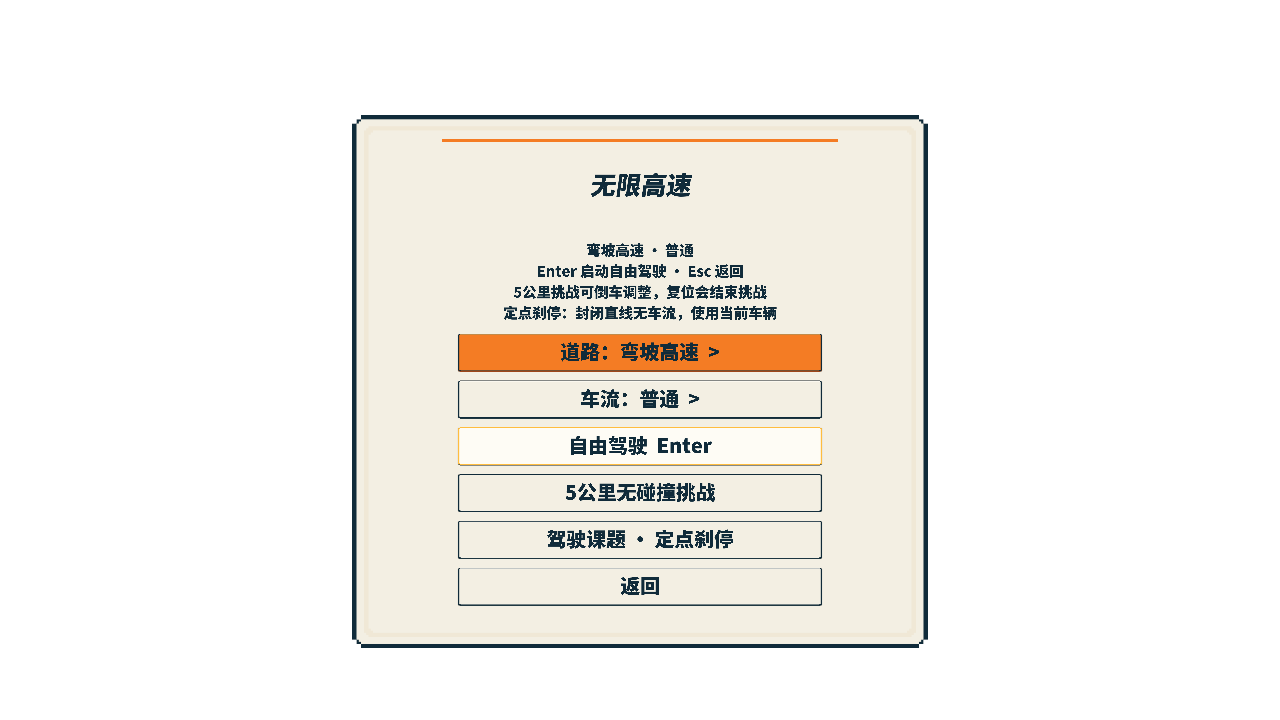 无限高速
弯坡高速 · 普通
Enter 启动自由驾驶 · Esc 返回
5公里挑战可倒车调整，复位会结束挑战
定点刹停：封闭直线无车流，使用当前车辆
道路：弯坡高速 >
车流：普通 >
自由驾驶 Enter
5公里无碰撞挑战
驾驶课题 · 定点刹停
返回